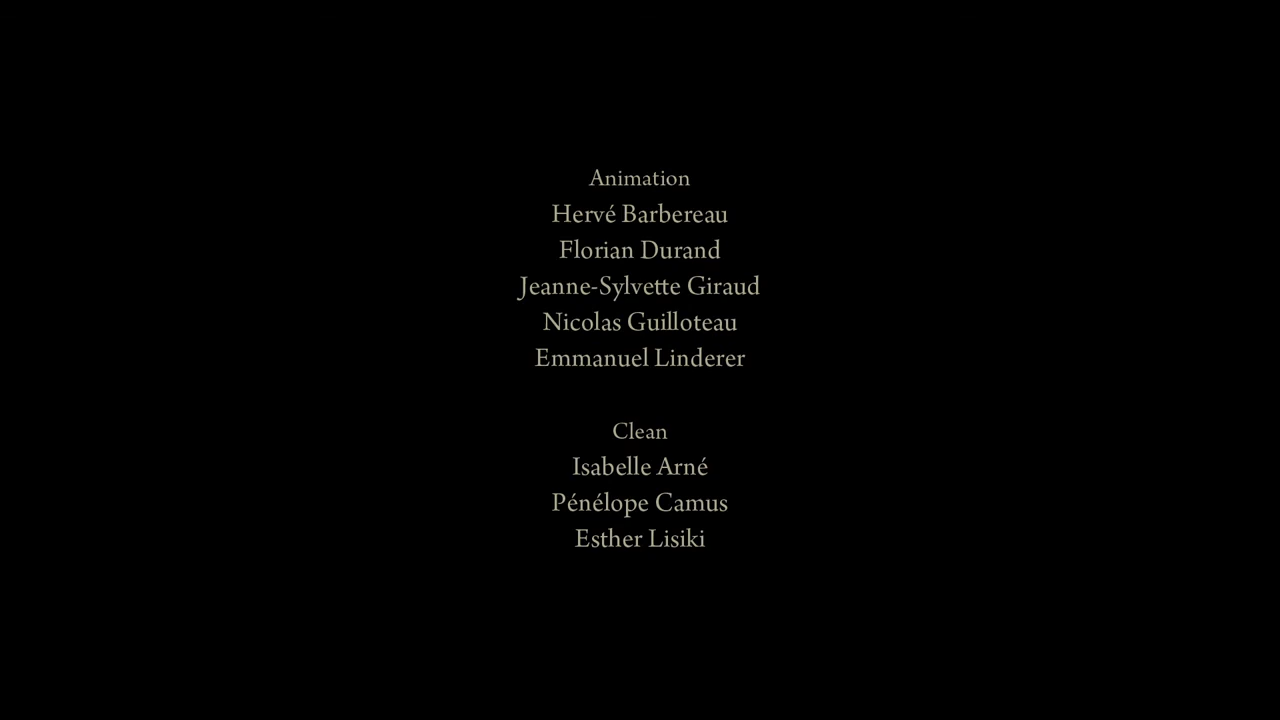 Animation
Hervé Barbereau
Florian Durand
Jeanne-Sylvette Giraud
Nicolas Guilloteau
Emmanuel Linderer
Clean
Isabelle Arné
Pénélope Camus
Esther Lisiki